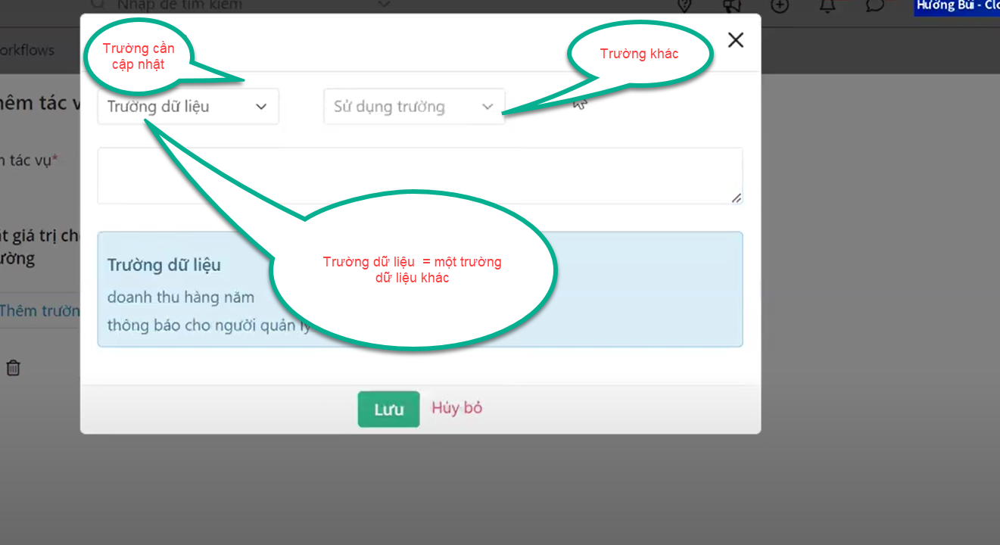 Nhập để tìm kiếm
Hường Bùi - Clo
orkflows
Trường cần
cập nhật
Trường khác
hêm tác v
Trường dữ liệu
Sử dụng trường
n tác vụ*
ặt giá trị ch
ường
Trường dữ liệu = một trường
dữ liệu khác
Trường dữ liệu
doanh thu hàng năm
thông báo cho người quản lý
Thêm trườn
Lưu
Hủy bỏ